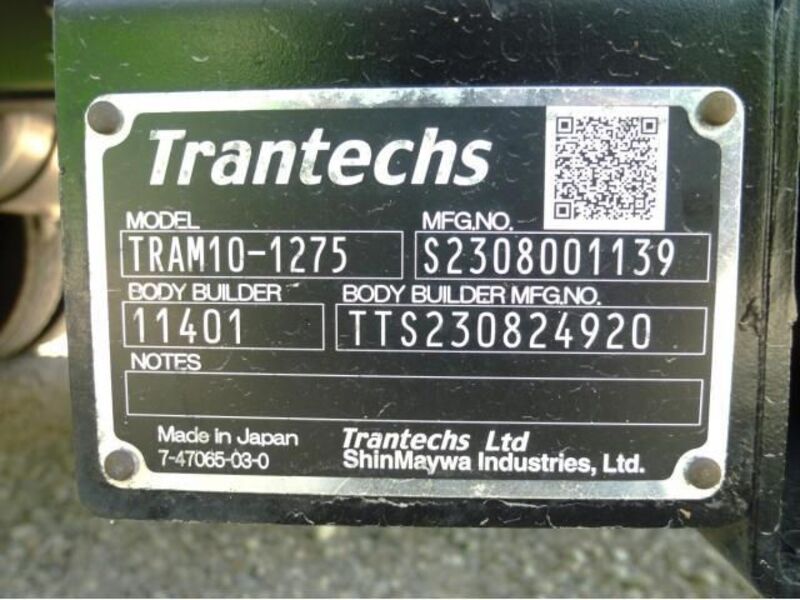 Trantechs
MODEL MFG.NO.
TRAM10-1275 S2308001139
BODY BUILDER BODY BUILDER MFG.NO.
11401 TTS230824920
NOTES
Made in Japan Trantechs Ltd
7-47065-03-0 ShinMaywa Industries, Ltd.